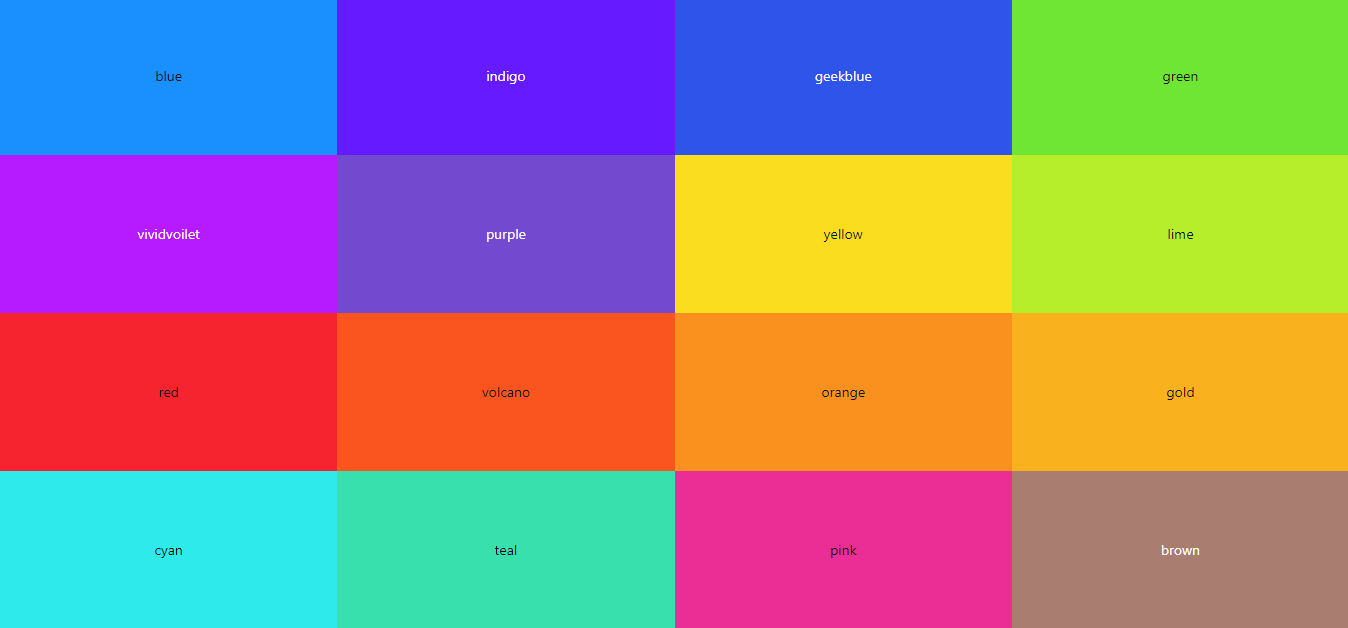 blue
indigo
geekblue
green
vividvoilet
purple
yellow
lime
red
volcano
orange
gold
cyan
teal
pink
brown